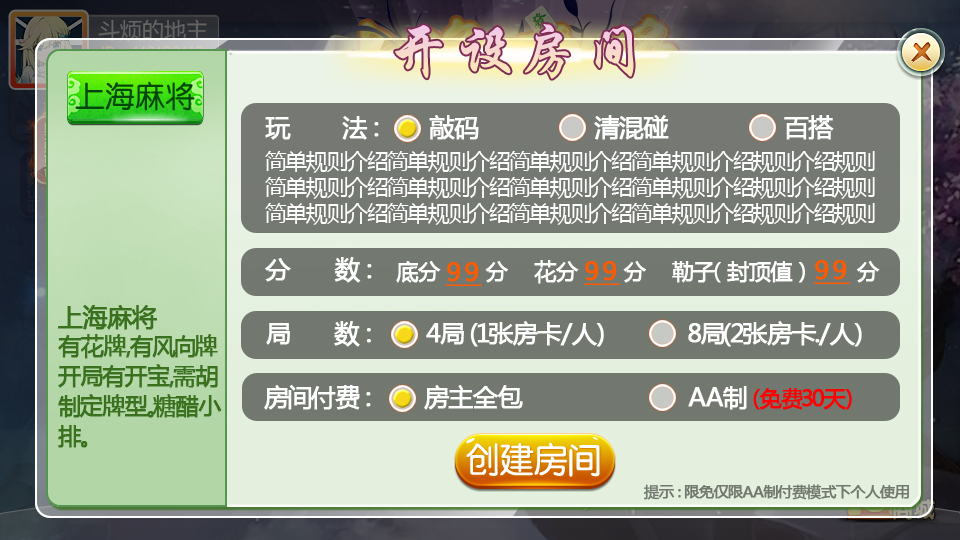 斗烦的地主
开设房间
上海麻将
玩 法: 敲码 清混碰 百搭
简单规则介绍简单规则介绍简单规则介绍简单规则介绍简单规则介绍规则
简单规则介绍简单规则介绍简单规则介绍简单规则介绍简单规则介绍规则
简单规则介绍简单规则介绍简单规则介绍简单规则介绍简单规则介绍规则
分 数: 底分 99 分 花分 99 分 勒子( 封顶值 ) 99 分
局 数: 4局 (1张房卡/人) 8局(2张房卡./人)
房间付费: 房主全包 AA制 (免费30天)
上海麻将
有花牌,有风向牌
开局有开宝,需胡
制定牌型。糖醋小
排。
创建房间
提示 : 限免仅限AA制付费模式下个人使用
商城